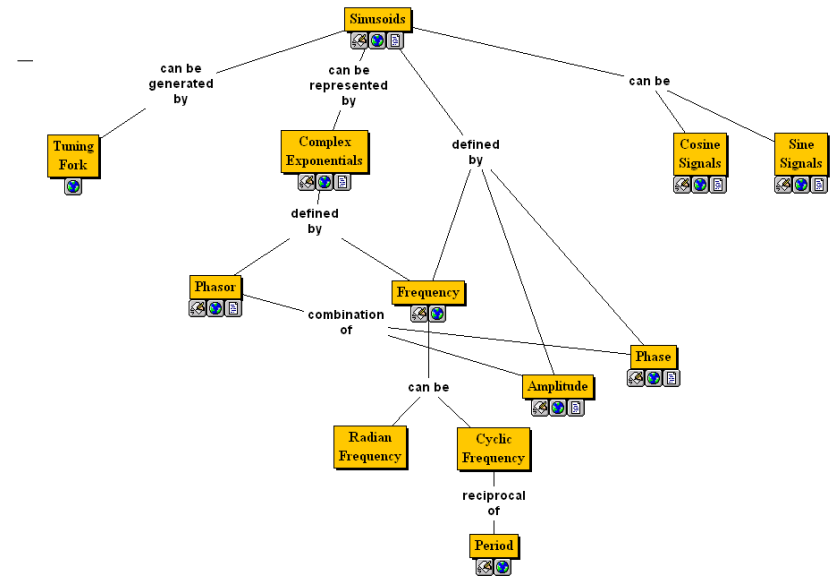 Sinusoids
can be
generated
by
can be
represented
by
can be
defined
by
Tuning
Fork
Complex
Exponentials
Cosine
Signals
Sine
Signals
defined
by
Phasor
Frequency
combination
of
Phase
Amplitude
can be
Radian
Frequency
Cyclic
Frequency
reciprocal
of
Period